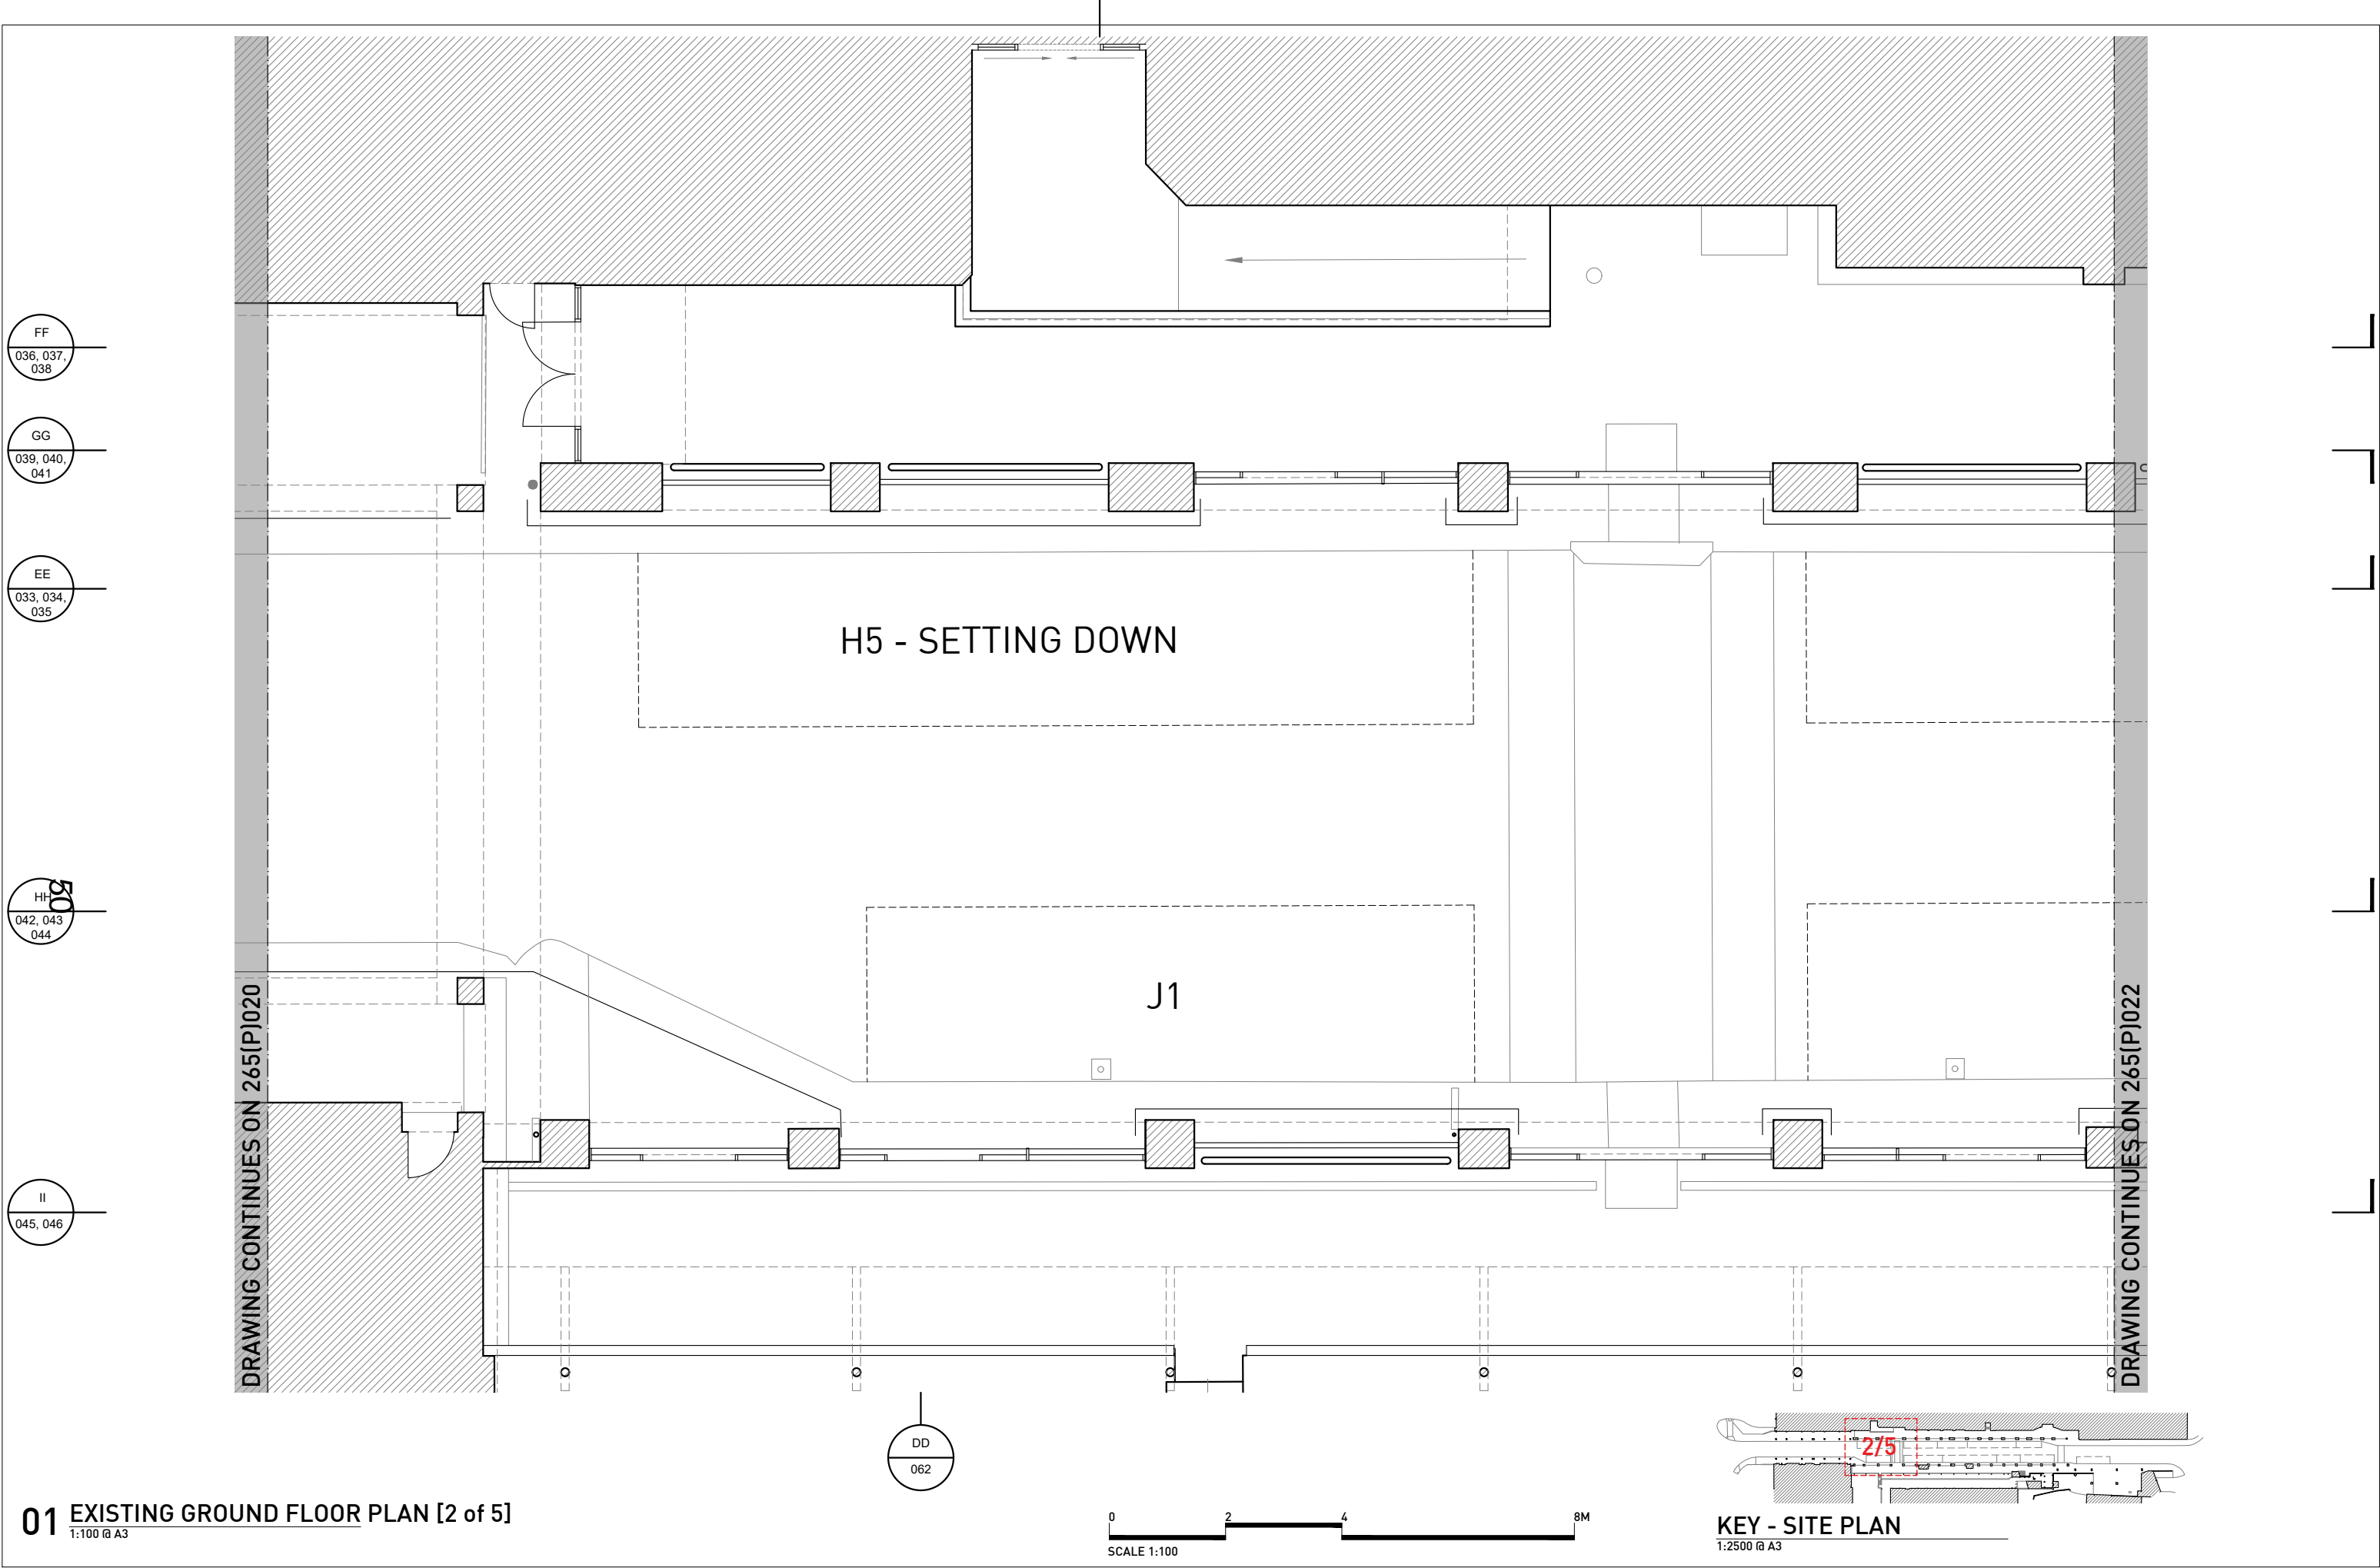 FF
036, 037,
038
GG
039, 040,
041
EE
033, 034,
035
H5 - SETTING DOWN
HH
09
042, 043
044
J1
II
045, 046
DRAWING CONTINUES ON 265(P)020
DRAWING CONTINUES ON 265(P)022
DD
062
2/5
01 EXISTING GROUND FLOOR PLAN [2 of 5]
1:100 @ A3
0 2 4 8M
SCALE 1:100
KEY - SITE PLAN
1:2500 @ A3